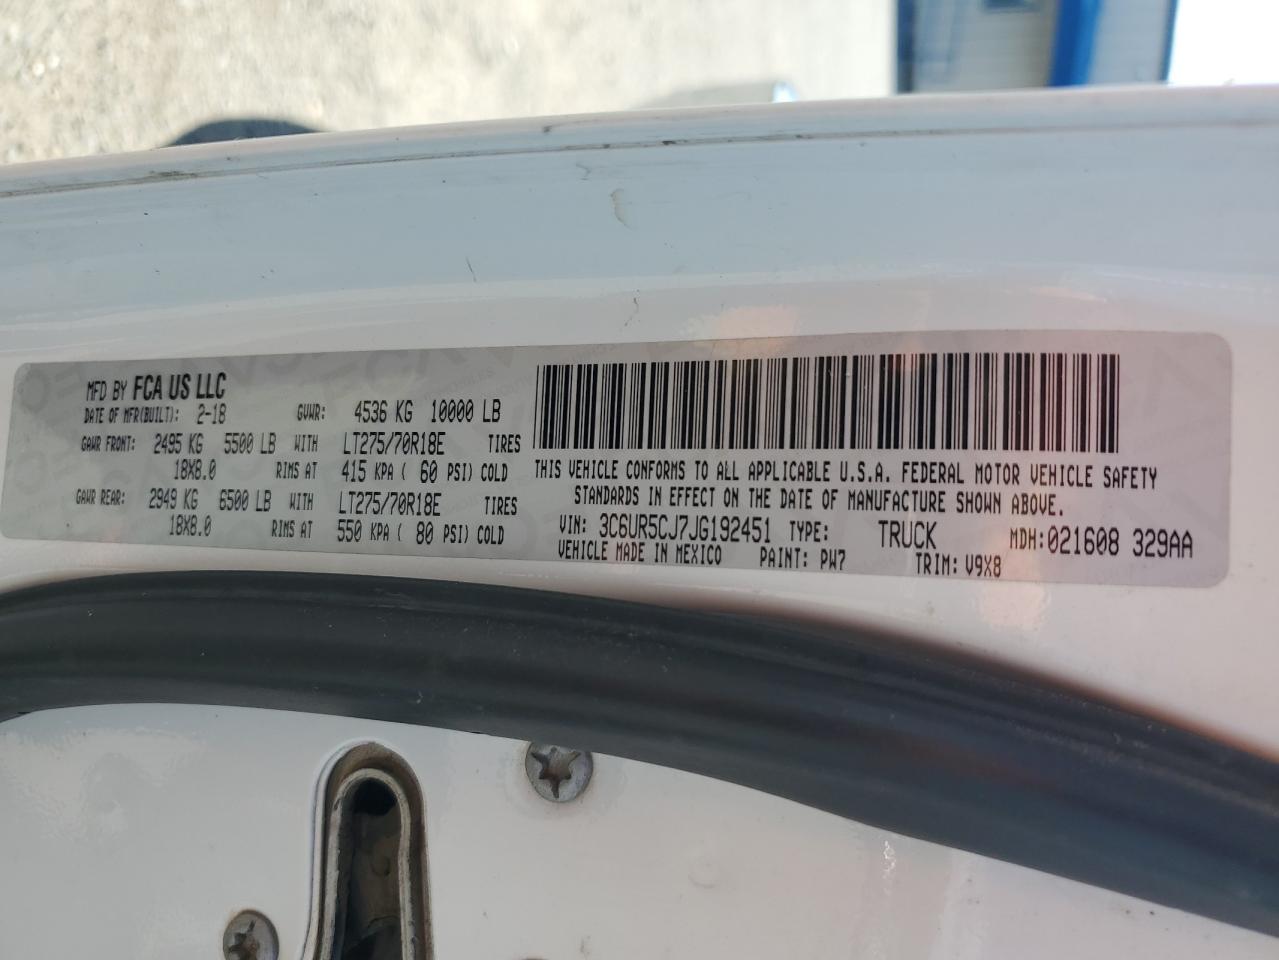 MFD BY FCA US LLC
DATE OF MFR(BUILT): 2-18 GVWR: 4536 KG 10000 LB
GAWR FRONT: 2495 KG 5500 LB WITH LT275/70R18E TIRES
18X8.0 RIMS AT 415 KPA ( 60 PSI) COLD
GAWR REAR: 2949 KG 6500 LB WITH LT275/70R18E TIRES
18X8.0 RIMS AT 550 KPA ( 80 PSI) COLD
THIS VEHICLE CONFORMS TO ALL APPLICABLE U.S.A. FEDERAL MOTOR VEHICLE SAFETY
STANDARDS IN EFFECT ON THE DATE OF MANUFACTURE SHOWN ABOVE.
VIN: 3C6UR5CJ7JG192451 TYPE: TRUCK MDH:021608 329AA
VEHICLE MADE IN MEXICO PAINT: PW7 TRIM: V9X8